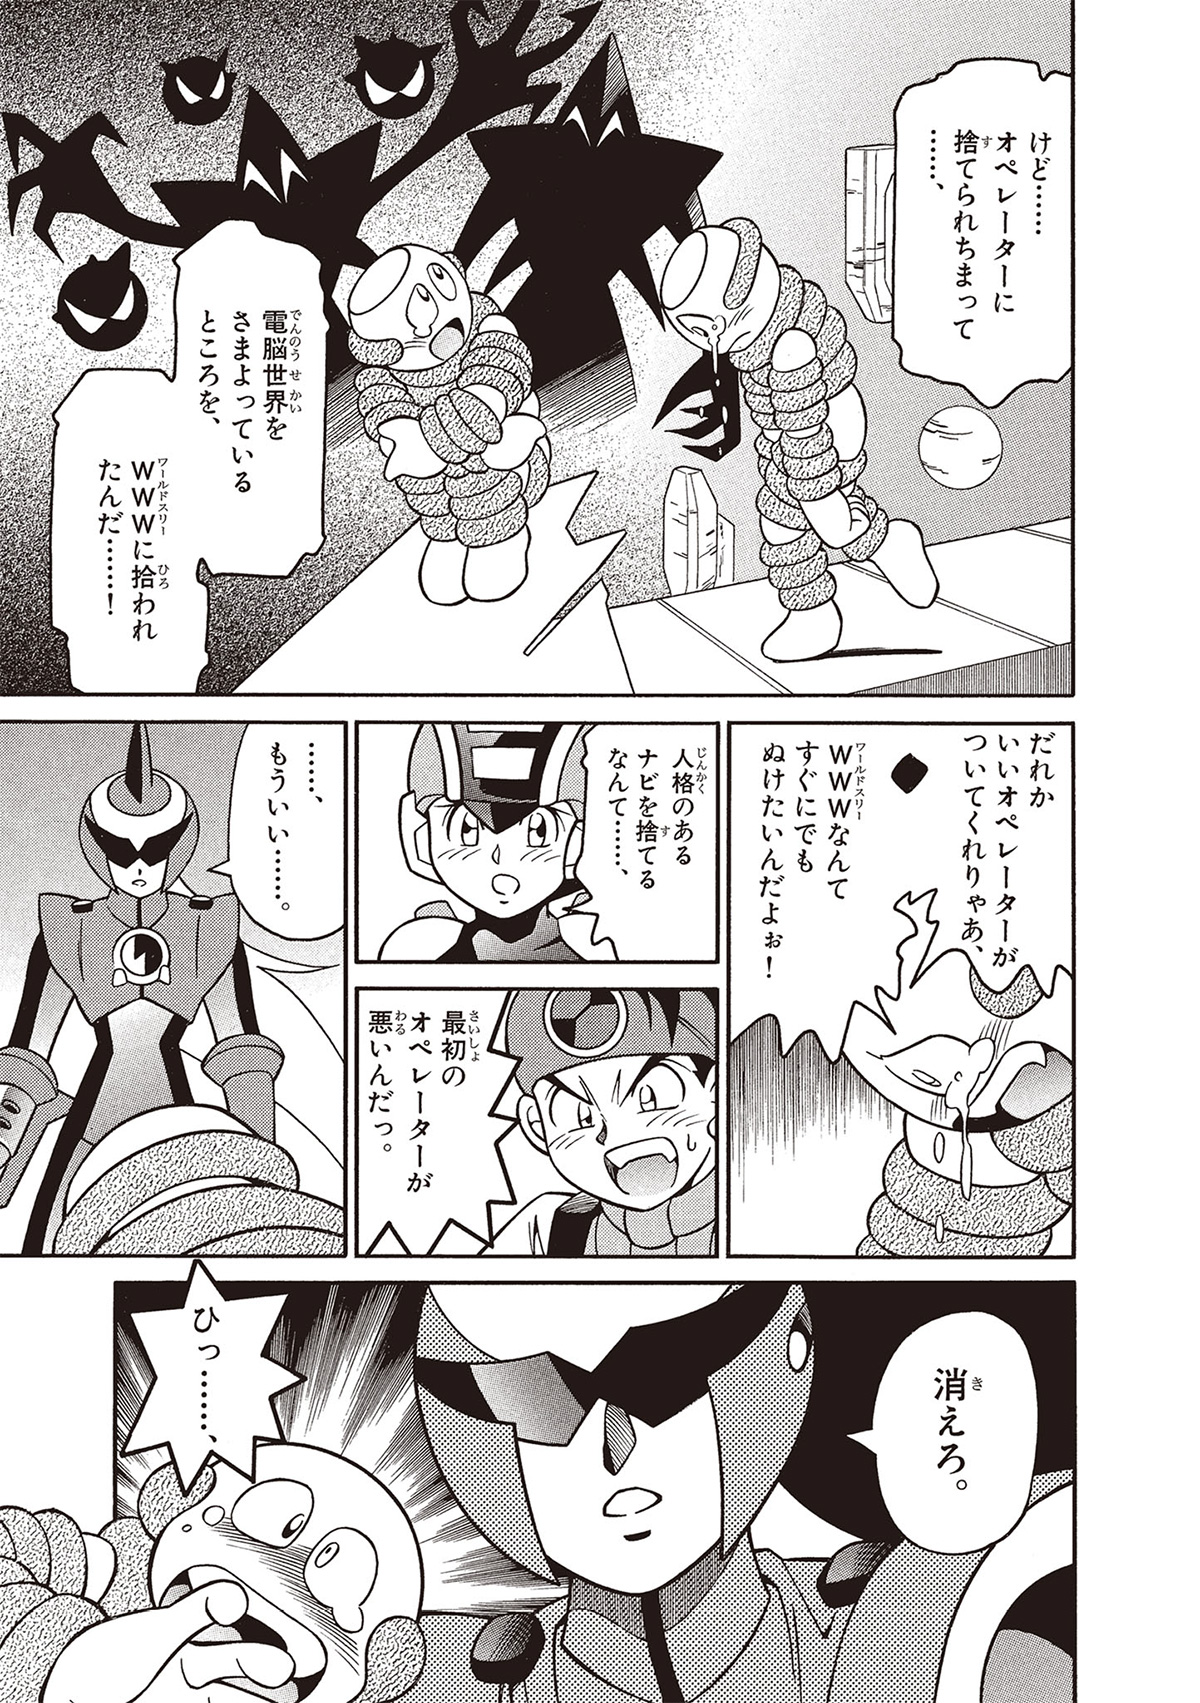 けど……
オペレーターに
捨てられちまって
……、
電脳世界を
さまよっている
ところを、
WWWに拾われ
たんだ……！
だれか
いいオペレーターが
ついてくれりゃあ、
WWWなんて
すぐにでも
ぬけたいんだよぉ！
人格のある
ナビを捨てる
なんて……、
最初の
オペレーターが
悪いんだっ。
……、
もういい……。
消えろ。
ひっ……、